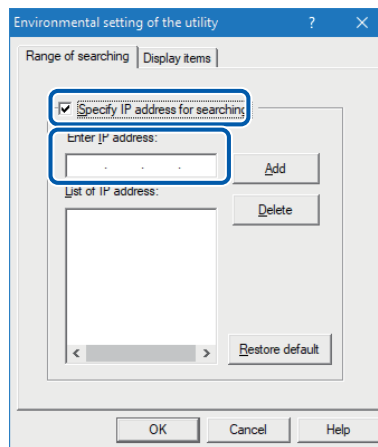 Environmental setting of the utility ? ×
Range of searching Display items
Specify IP address for searching
Enter IP address:
. . .
Add
List of IP address:
Delete
< >
Restore default
OK Cancel Help